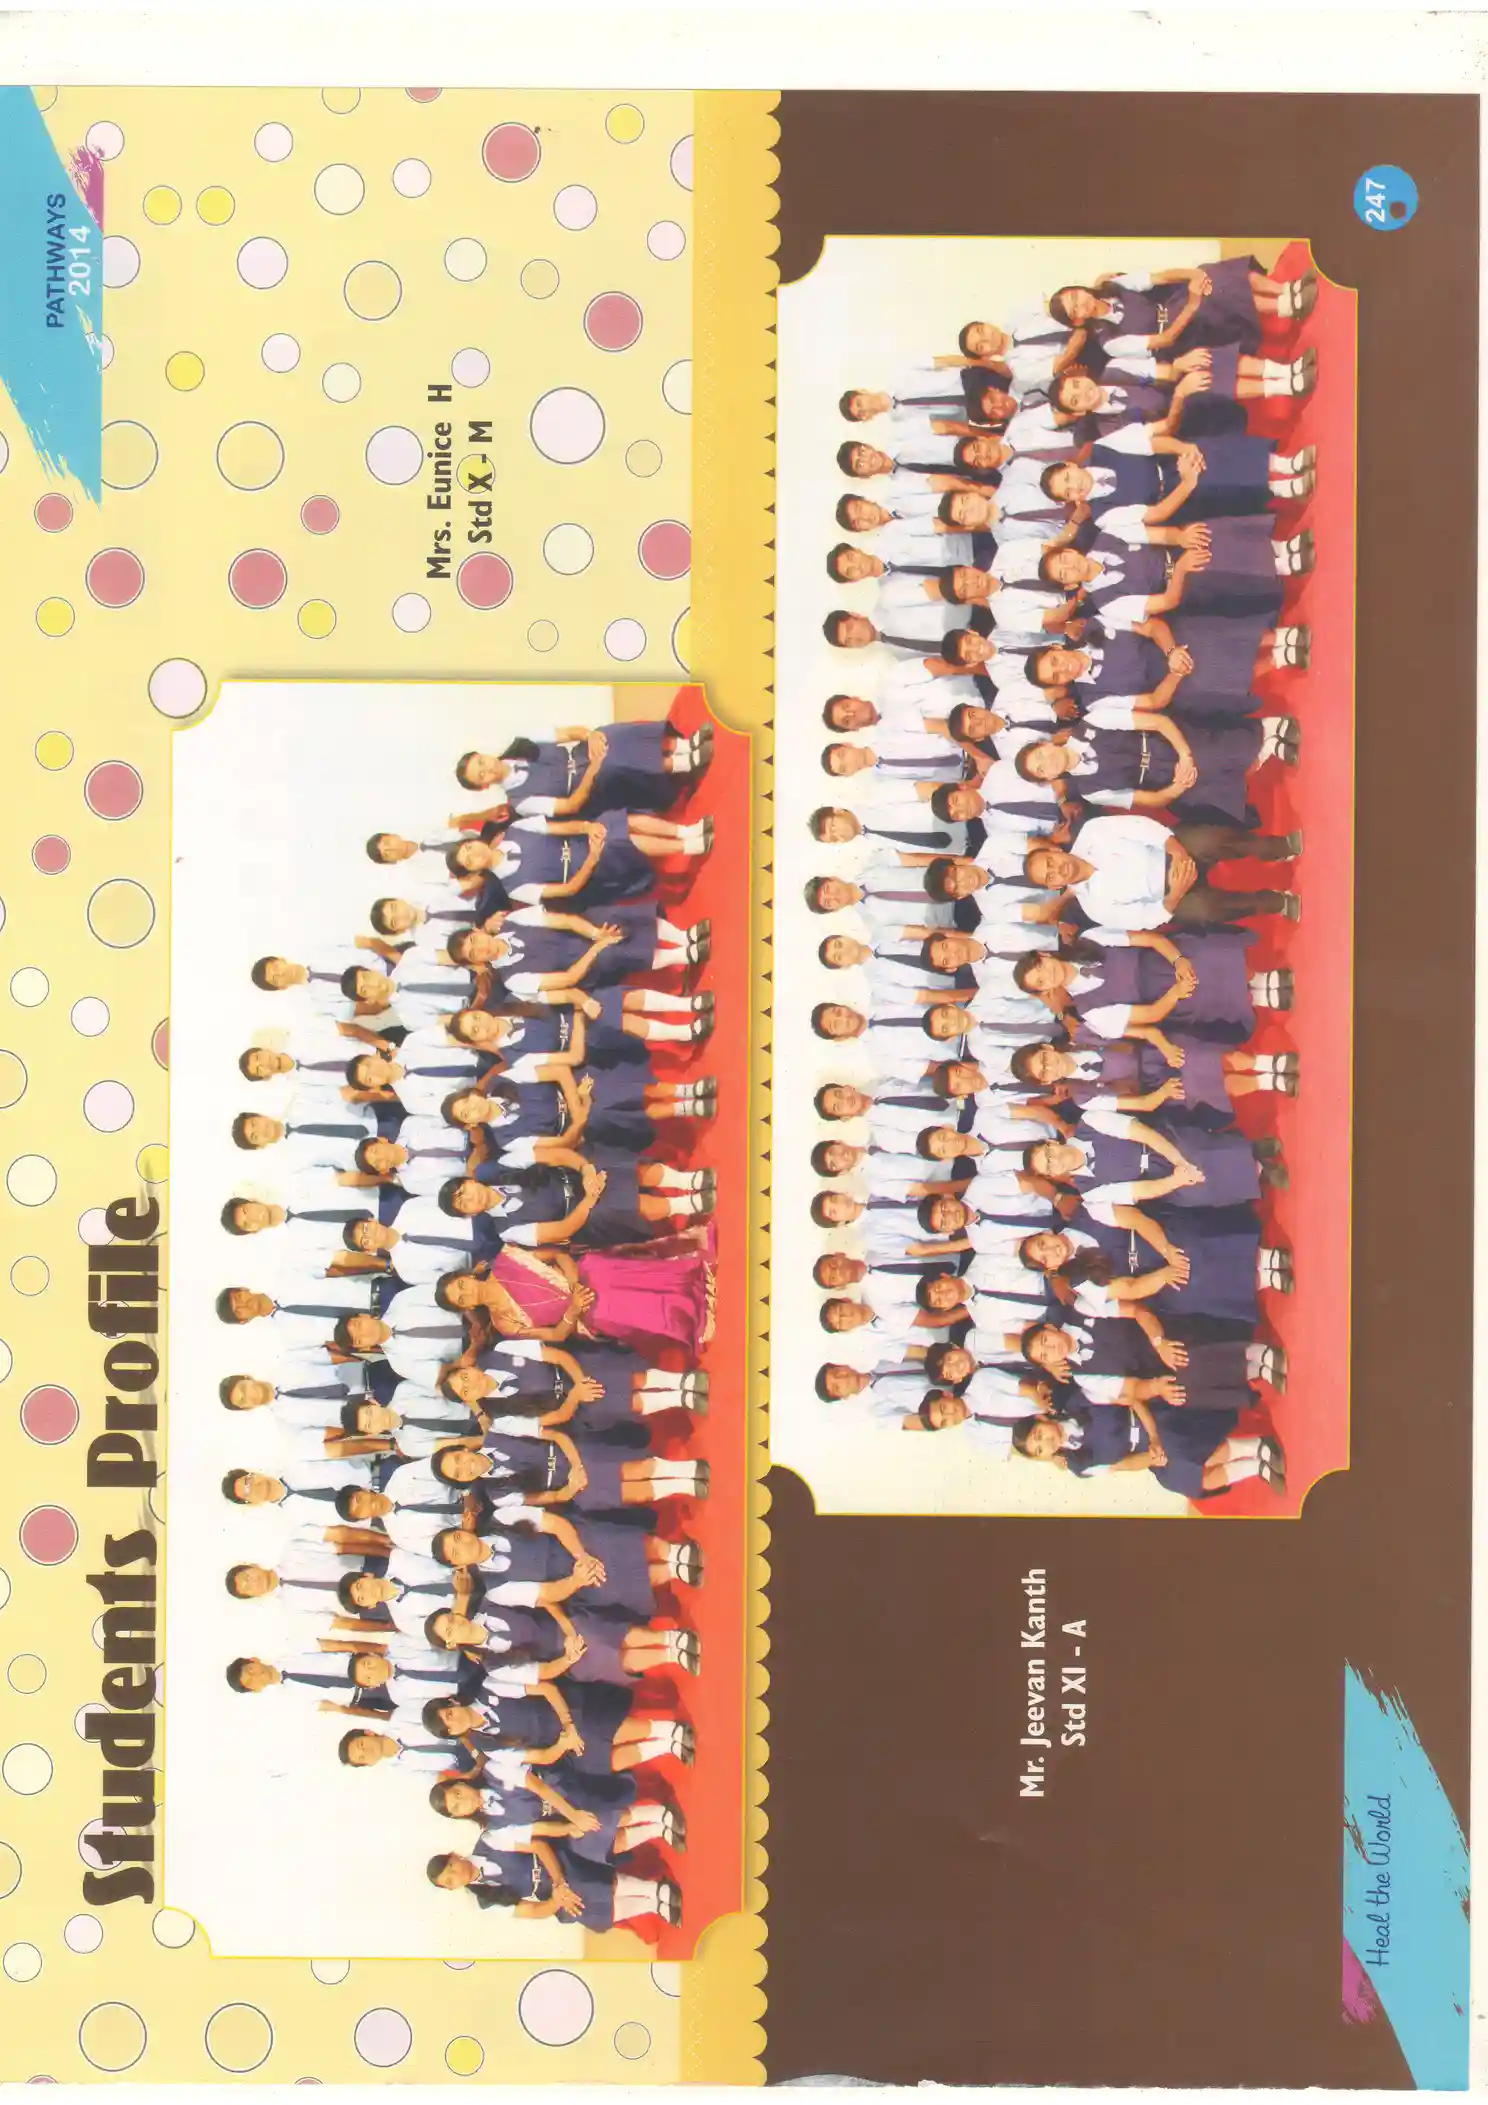 PATHWAYS
2014
Students Profile
Mrs. Eunice H
Std X - M
Mr. Jeevan Kanth
Std XI - A
Heal the World
247